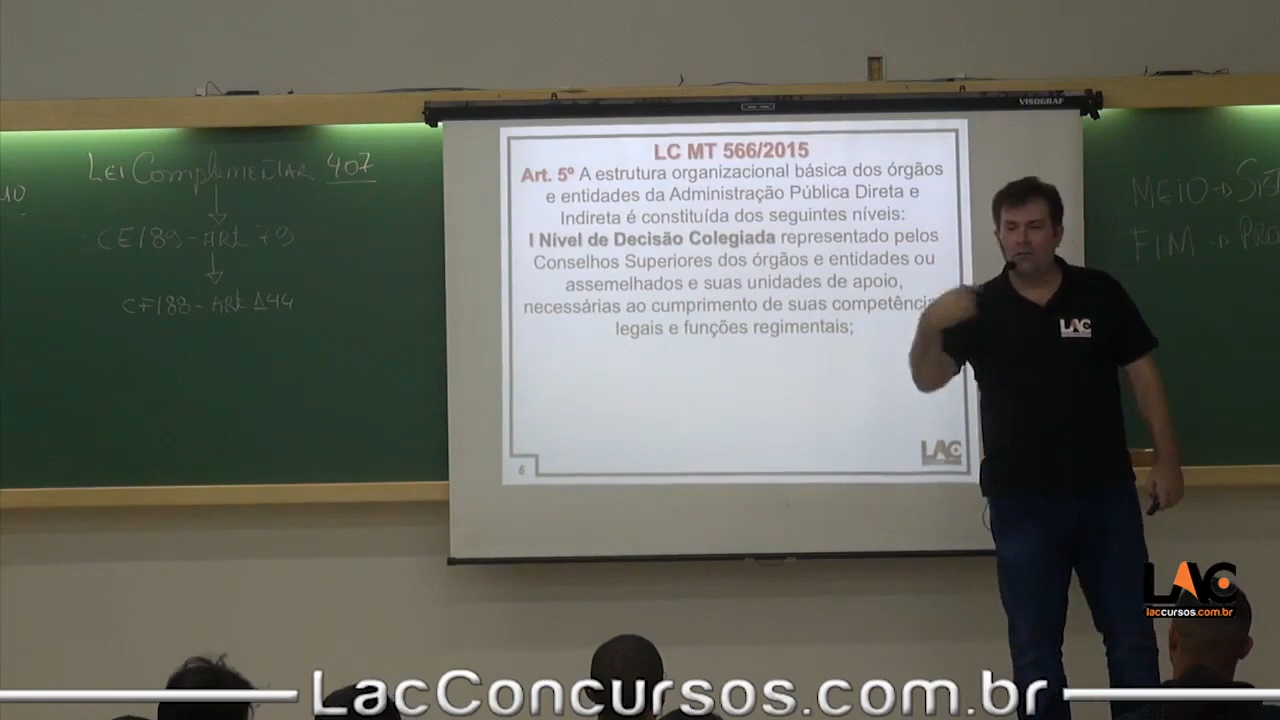 VISOGRAF
LEI Complementar 407
CE/89-ART 79
CF/88-ART 144
LC MT 566/2015
Art. 5º A estrutura organizacional básica dos órgãos
e entidades da Administração Pública Direta e
Indireta é constituída dos seguintes níveis:
I Nível de Decisão Colegiada representado pelos
Conselhos Superiores dos órgãos e entidades ou
assemelhados e suas unidades de apoio,
necessárias ao cumprimento de suas competência
legais e funções regimentais;
6
LAC
MEIO
FIM
LAC
LAC
laccursos.com.br
LacConcursos.com.br